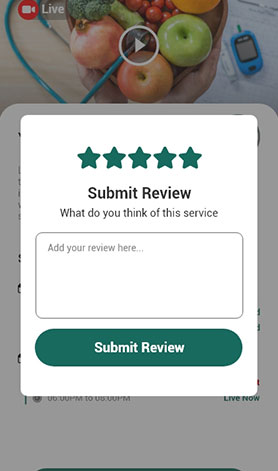 Live
Submit Review
What do you think of this service
Add your review here...
Submit Review
06:00PM to 08:00PM
Live Now